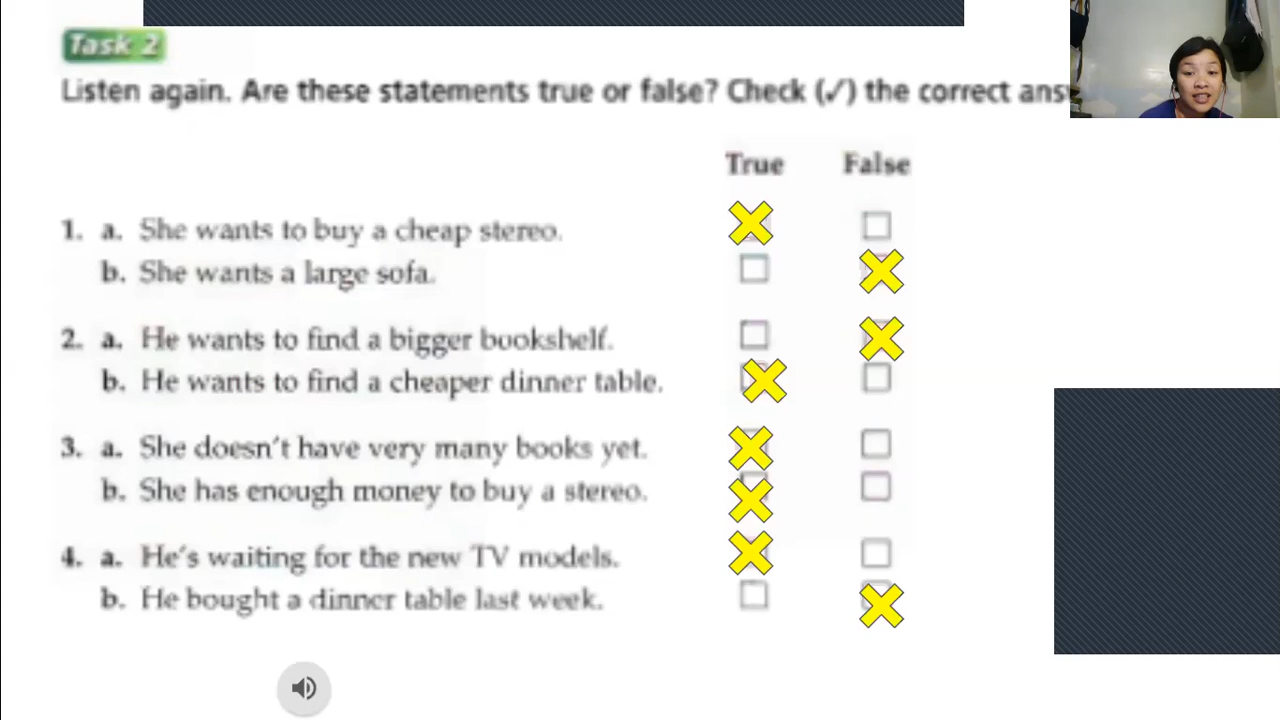 Task 2
Listen again. Are these statements true or false? Check (✓) the correct
True False
1. a. She wants to buy a cheap stereo.
b. She wants a large sofa.
2. a. He wants to find a bigger bookshelf.
b. He wants to find a cheaper dinner table.
3. a. She doesn't have very many books yet.
b. She has enough money to buy a stereo.
4. a. He's waiting for the new TV models.
b. He bought a dinner table last week.